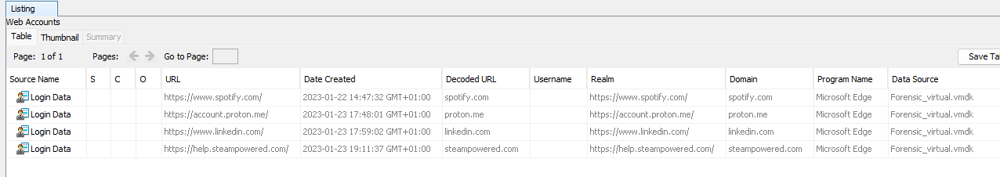 Listing
Web Accounts
Table Thumbnail Summary
Page: 1 of 1 Pages: Go to Page: Save Ta
Source Name S C O URL Date Created Decoded URL Username Realm Domain Program Name Data Source
Login Data https://www.spotify.com/ 2023-01-22 14:47:32 GMT+01:00 spotify.com https://www.spotify.com/ spotify.com Microsoft Edge Forensic_virtual.vmdk
Login Data https://account.proton.me/ 2023-01-23 17:48:01 GMT+01:00 proton.me https://account.proton.me/ proton.me Microsoft Edge Forensic_virtual.vmdk
Login Data https://www.linkedin.com/ 2023-01-23 17:59:02 GMT+01:00 linkedin.com https://www.linkedin.com/ linkedin.com Microsoft Edge Forensic_virtual.vmdk
Login Data https://help.steampowered.com/ 2023-01-23 19:11:37 GMT+01:00 steampowered.com https://help.steampowered.com/ steampowered.com Microsoft Edge Forensic_virtual.vmdk